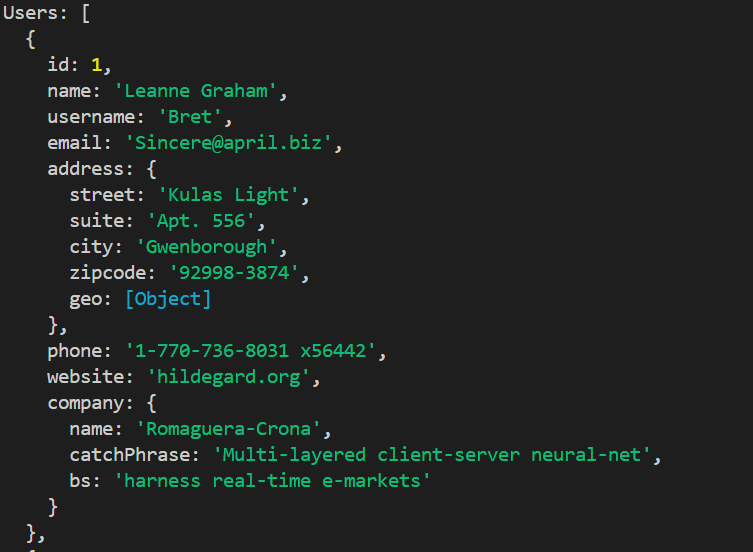 Users: [
  {
    id: 1,
    name: 'Leanne Graham',
    username: 'Bret',
    email: 'Sincere@april.biz',
    address: {
      street: 'Kulas Light',
      suite: 'Apt. 556',
      city: 'Gwenborough',
      zipcode: '92998-3874',
      geo: [Object]
    },
    phone: '1-770-736-8031 x56442',
    website: 'hildegard.org',
    company: {
      name: 'Romaguera-Crona',
      catchPhrase: 'Multi-layered client-server neural-net',
      bs: 'harness real-time e-markets'
    }
  },